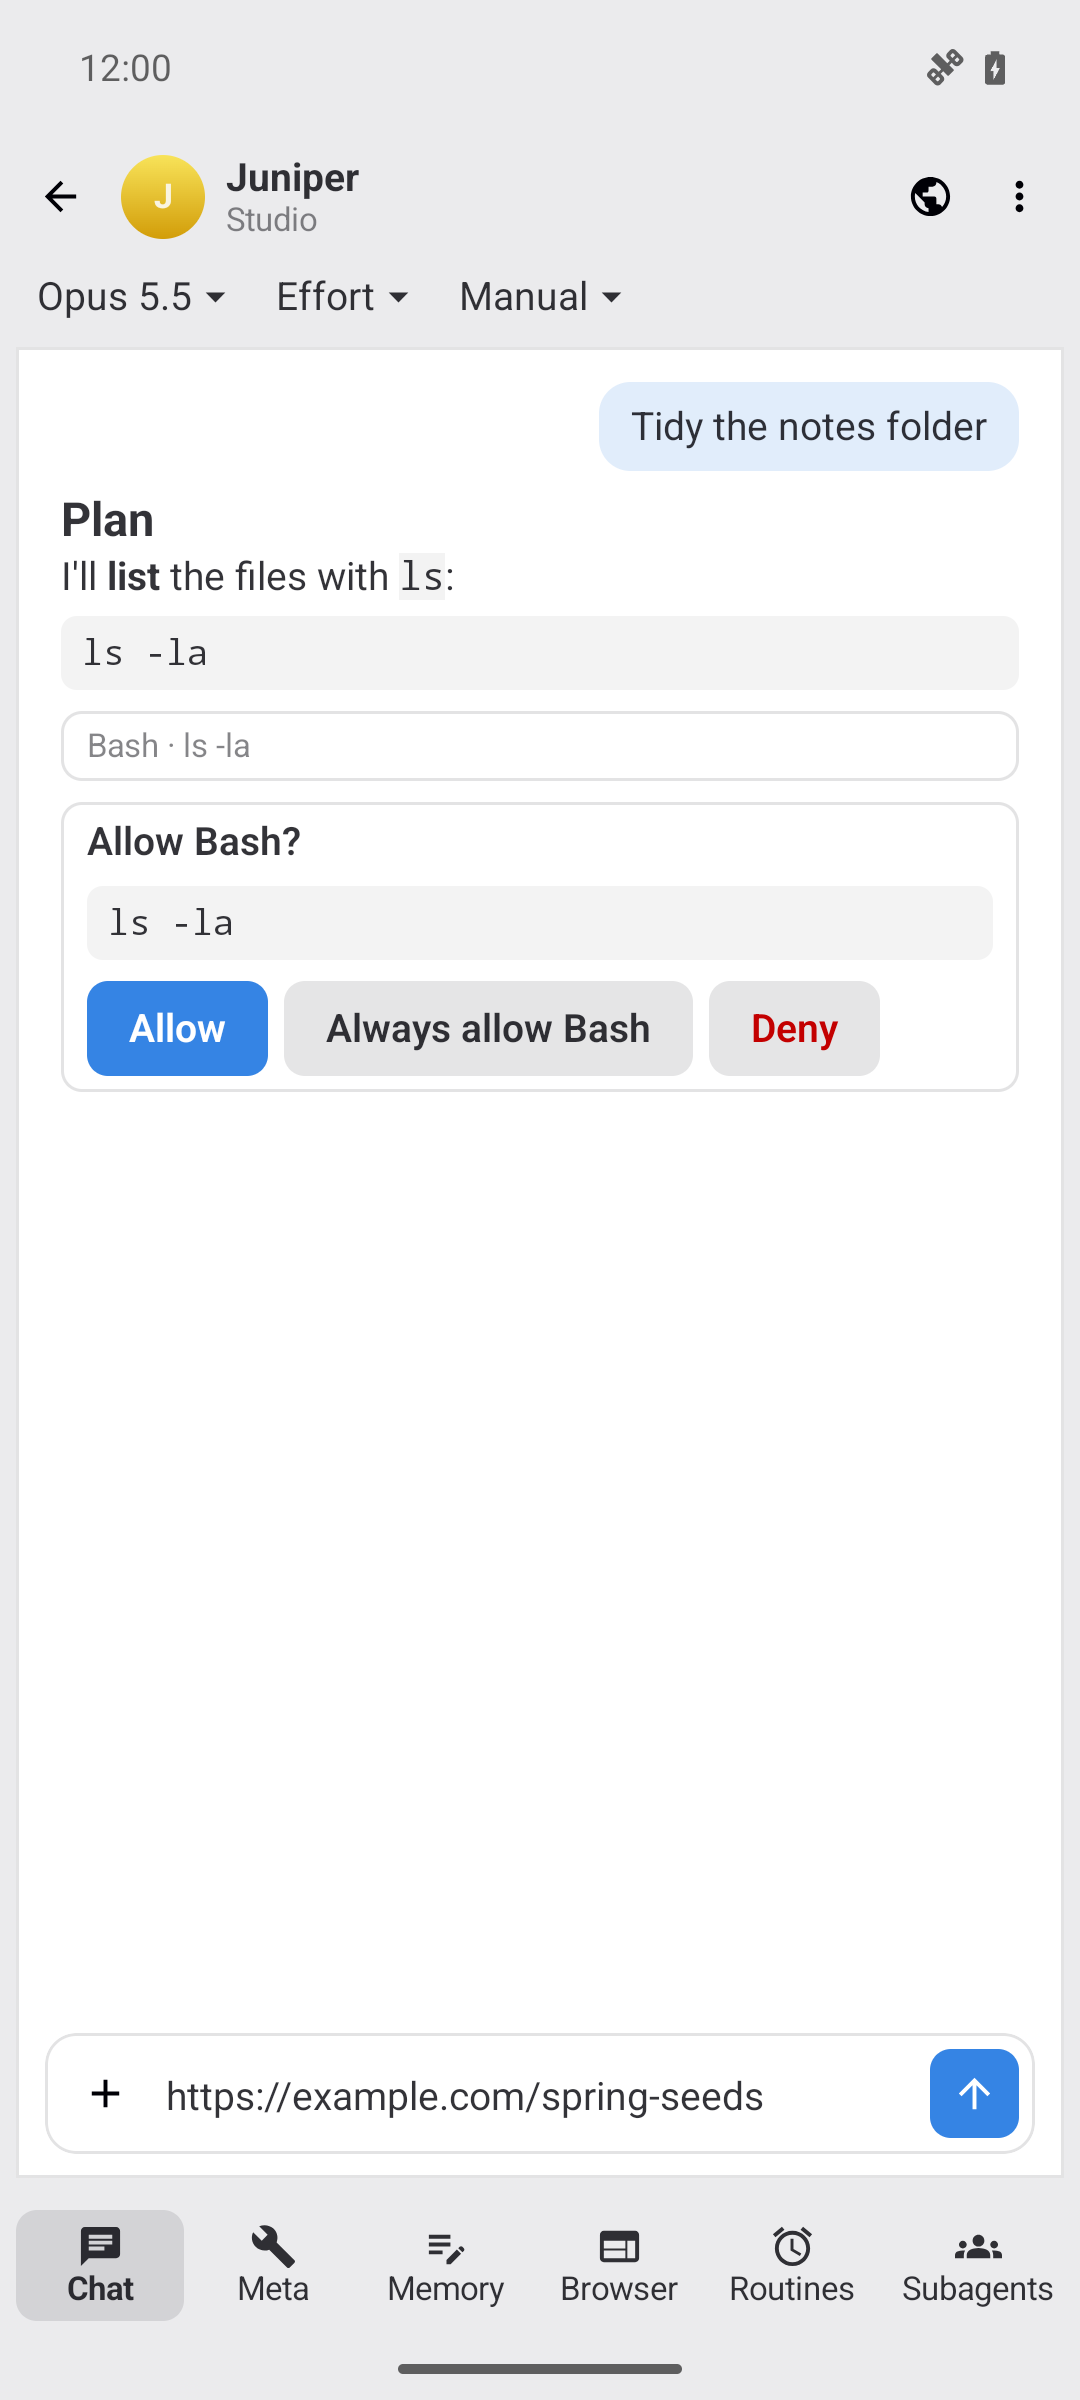 12:00
J
Juniper
Studio
Opus 5.5
Effort
Manual
Tidy the notes folder
Plan
I'll list the files with ls:
ls -la
Bash · ls -la
Allow Bash?
ls -la
Allow
Always allow Bash
Deny
https://example.com/spring-seeds
Chat
Meta
Memory
Browser
Routines
Subagents